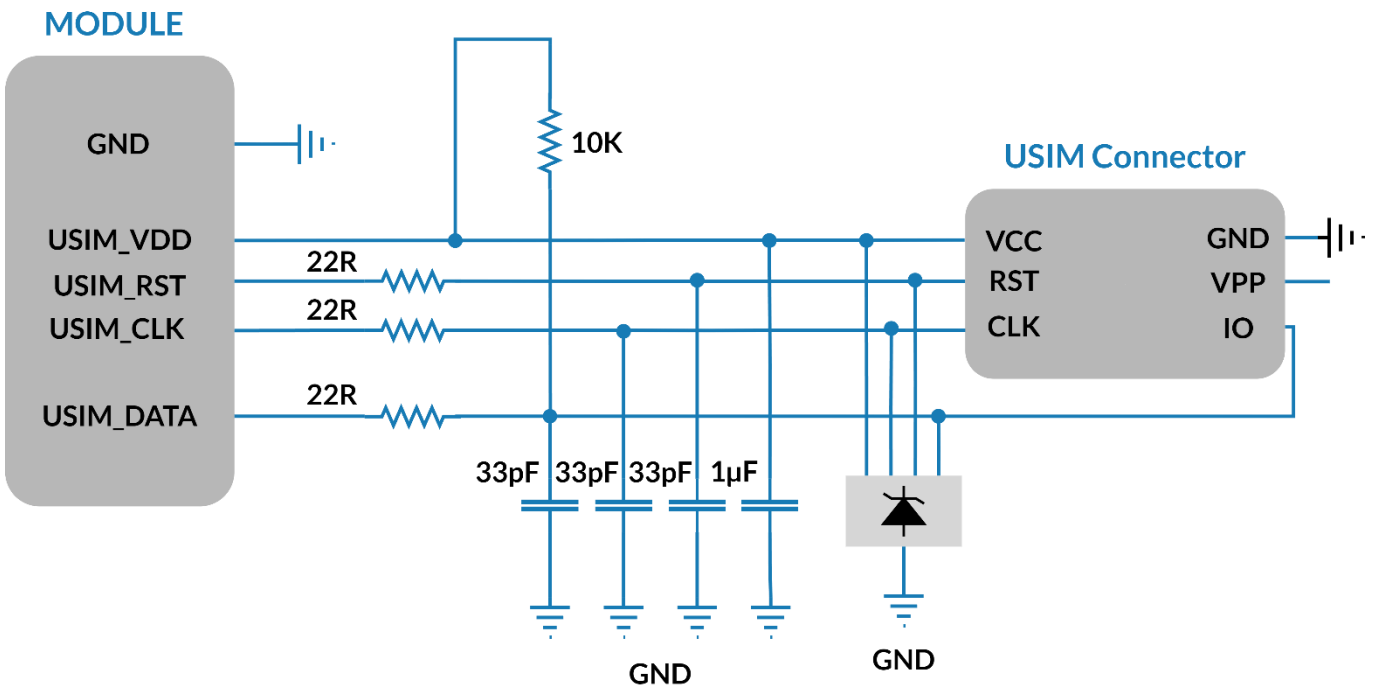 MODULE
GND
10K
USIM Connector
USIM_VDD
VCC
GND
22R
USIM_RST
RST
VPP
22R
USIM_CLK
CLK
IO
22R
USIM_DATA
33pF 33pF 33pF 1µF
GND
GND